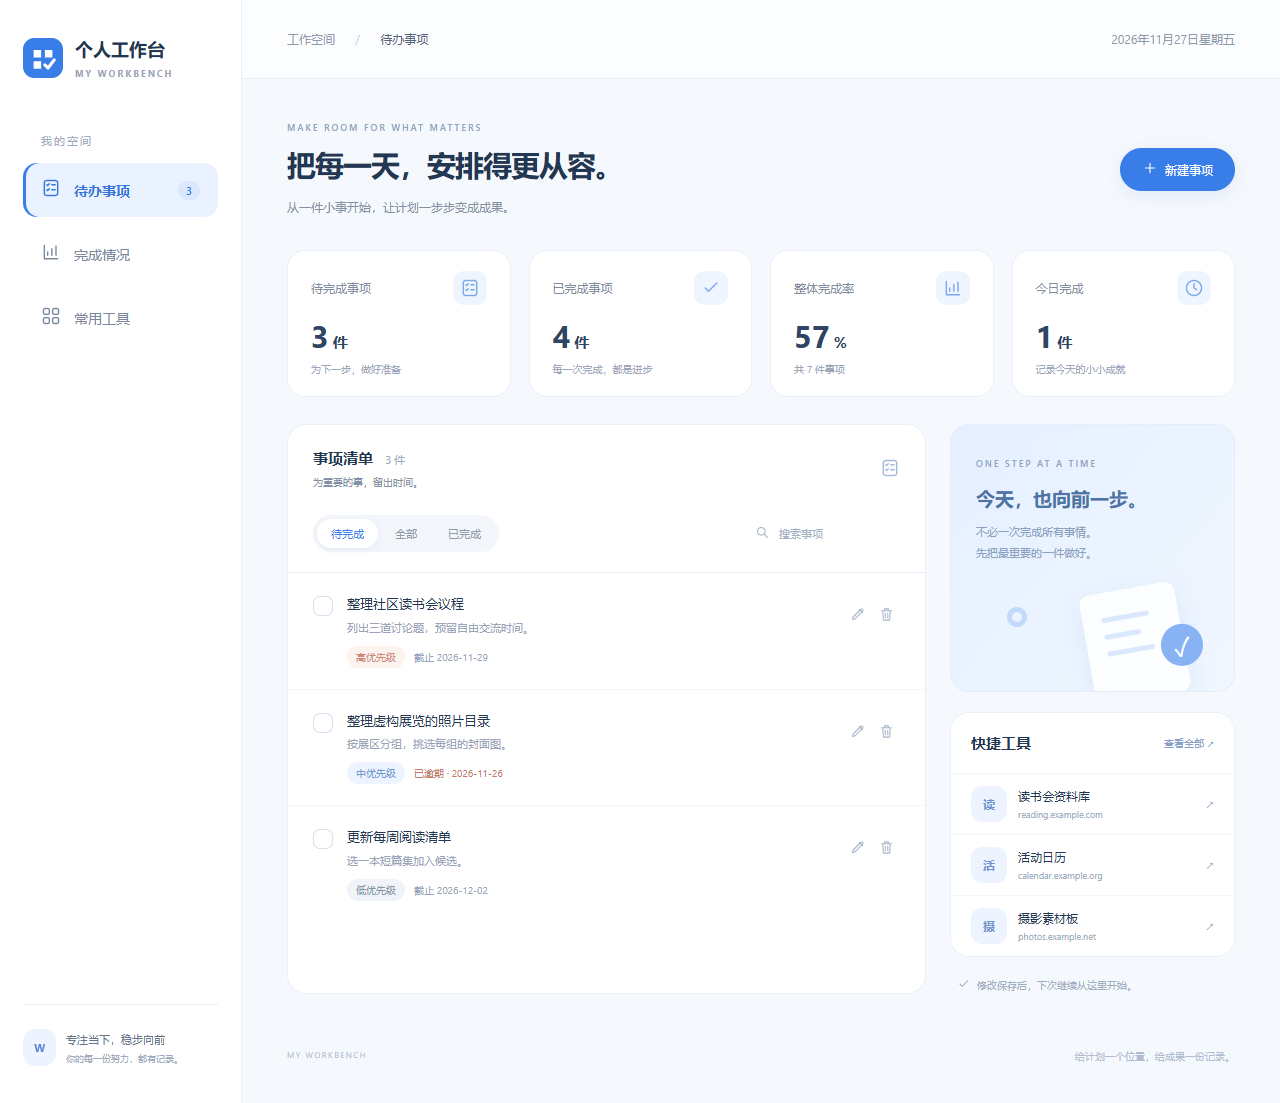 个人工作台
MY WORKBENCH
我的空间
待办事项 3
完成情况
常用工具
专注当下，稳步向前
W
你的每一份努力，都有记录。
工作空间 / 待办事项
2026年11月27日星期五
MAKE ROOM FOR WHAT MATTERS
把每一天，安排得更从容。
从一件小事开始，让计划一步步变成成果。
新建事项
待完成事项
3 件
为下一步，做好准备
已完成事项
4 件
每一次完成，都是进步
整体完成率
57 %
共 7 件事项
今日完成
1 件
记录今天的小小成就
事项清单 3 件
为重要的事，留出时间。
待完成 全部 已完成
搜索事项
整理社区读书会议程
列出三道讨论题，预留自由交流时间。
高优先级 截止 2026-11-29
整理虚构展览的照片目录
按展区分组，挑选每组的封面图。
中优先级 已逾期 · 2026-11-26
更新每周阅读清单
选一本短篇集加入候选。
低优先级 截止 2026-12-02
ONE STEP AT A TIME
今天，也向前一步。
不必一次完成所有事情。
先把最重要的一件做好。
快捷工具
查看全部 ↗
读
读书会资料库
reading.example.com
↗
活
活动日历
calendar.example.org
↗
摄
摄影素材板
photos.example.net
↗
修改保存后，下次继续从这里开始。
MY WORKBENCH
给计划一个位置，给成果一份记录。